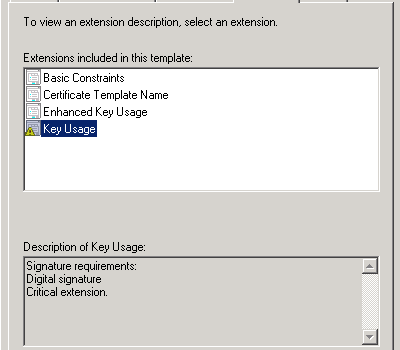 To view an extension description, select an extension.
Extensions included in this template:
Basic Constraints
Certificate Template Name
Enhanced Key Usage
Key Usage
Description of Key Usage:
Signature requirements:
Digital signature
Critical extension.